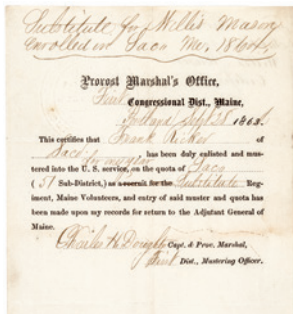 Substitute for Willis Mason
Enrolled in Saco Me. 1864.
Provost Marshal's Office,
First Congressional Dist., Maine,
Portland Sept 28 1864
This certifies that Frank Ricker of
Saco has been duly enlisted and mus-
tered into the U. S. service, on the quota of Saco
(51 Sub-District,) as a recruit for the Substitute Reg-
iment, Maine Volunteers, and entry of said muster and quota
has been made upon my records for return to the Adjutant General of
Maine.
Charles H. Doughty Capt. & Prov. Marshal,
First Dist., Mustering Officer.